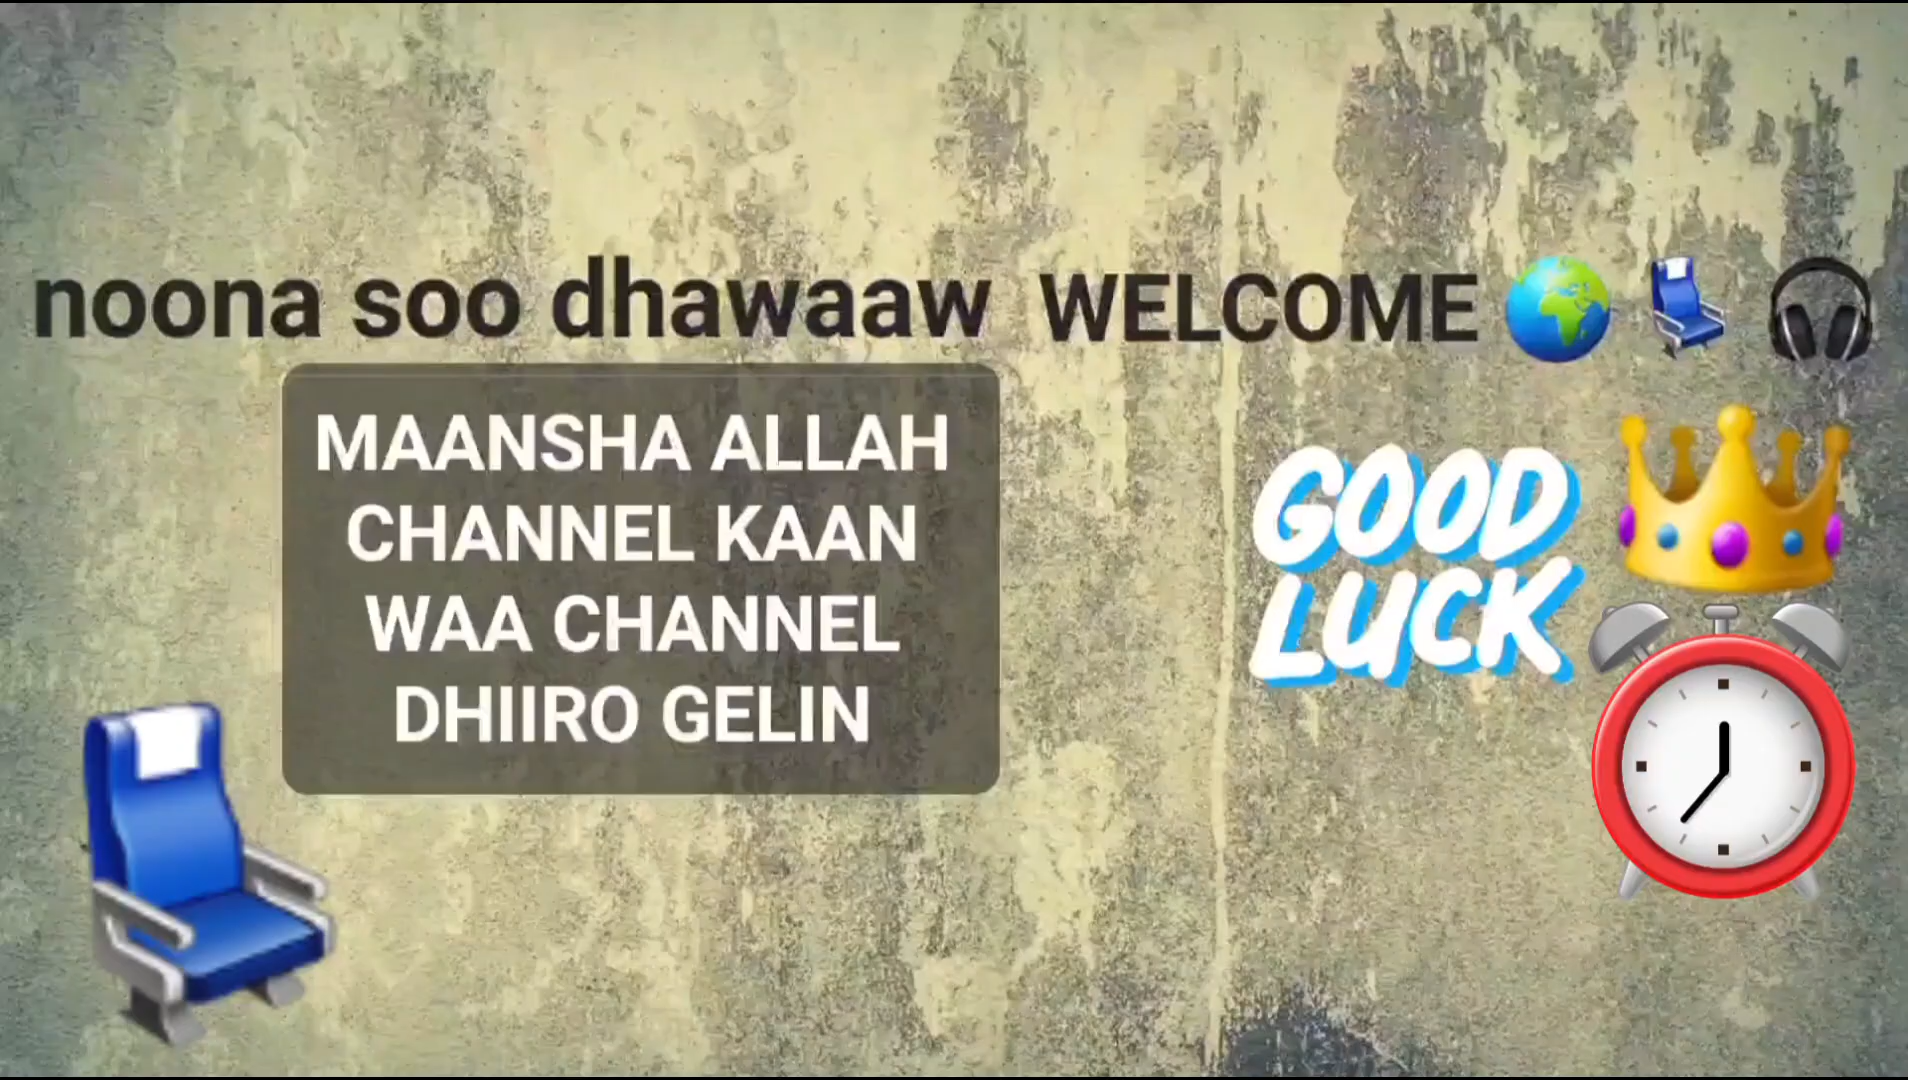 noona soo dhawaaw WELCOME
MAANSHA ALLAH
CHANNEL KAAN
WAA CHANNEL
DHIIRO GELIN
GOOD
LUCK